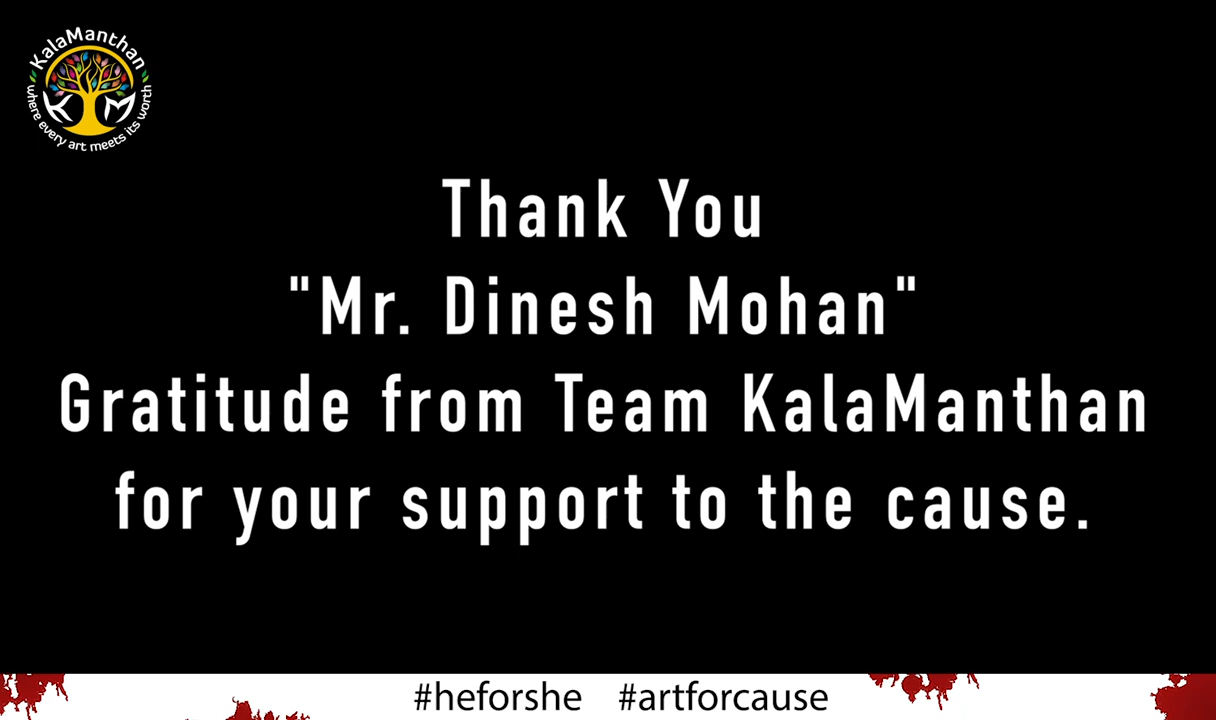 KalaManthan
KM
where every art meets its worth
Thank You
"Mr. Dinesh Mohan"
Gratitude from Team KalaManthan
for your support to the cause.
#heforshe #artforcause